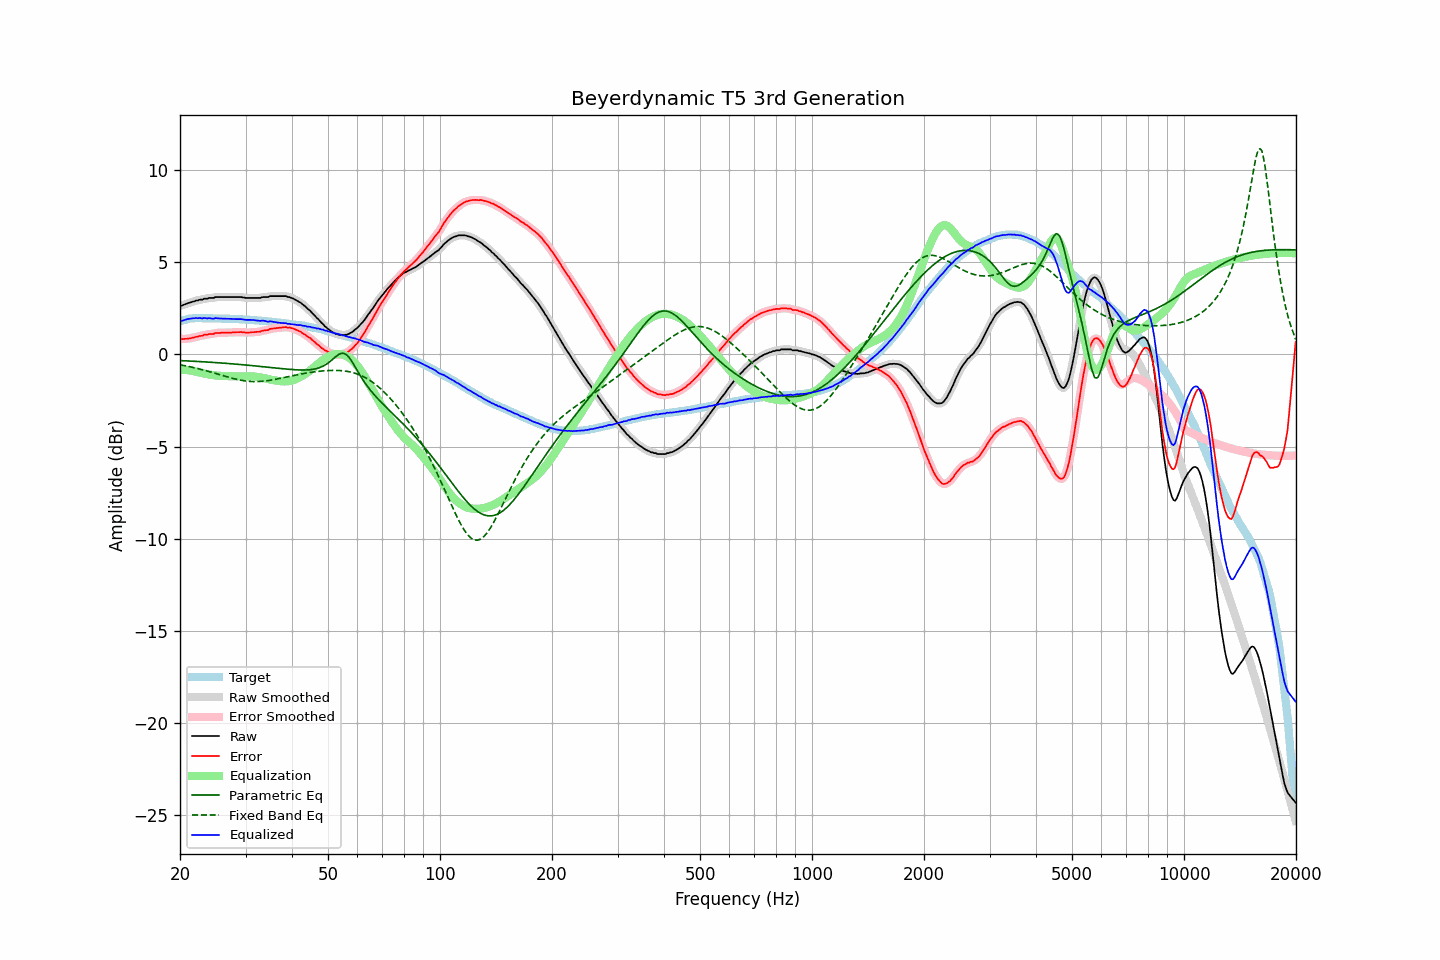 Beyerdynamic T5 3rd Generation
Amplitude (dBr)
10
5
0
−5
−10
−15
−20
−25
Target
Raw Smoothed
Error Smoothed
Raw
Error
Equalization
Parametric Eq
Fixed Band Eq
Equalized
20 50 100 200 500 1000 2000 5000 10000 20000
Frequency (Hz)